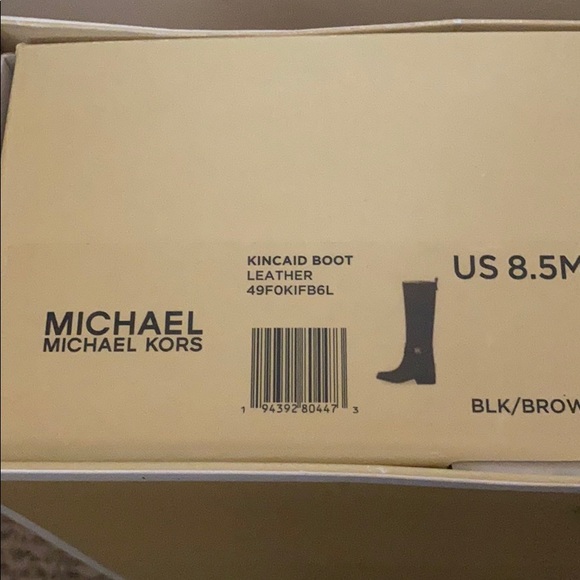 KINCAID BOOT
LEATHER
49F0KIFB6L
US 8.5M
MICHAEL
MICHAEL KORS
1 94392 80447 3
BLK/BROW